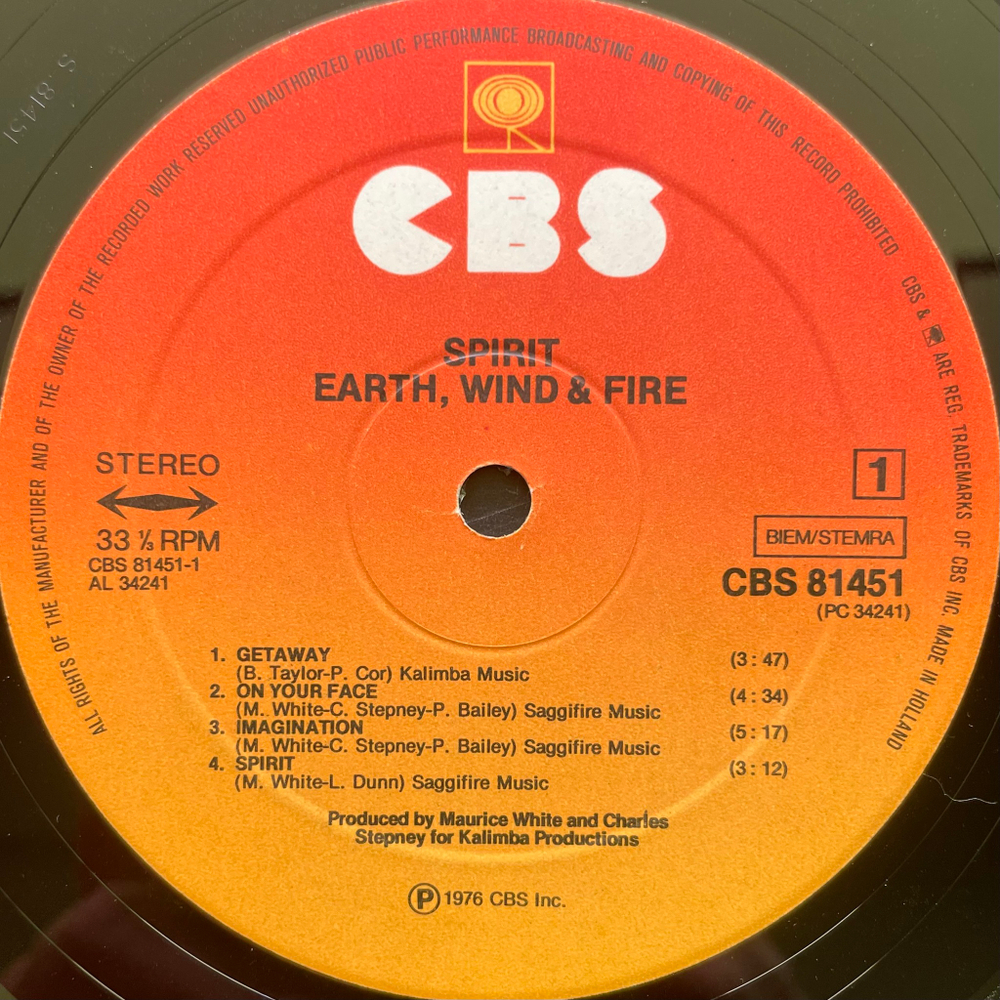 ALL RIGHTS OF THE MANUFACTURER AND OF THE OWNER OF THE RECORDED WORK RESERVED UNAUTHORIZED PUBLIC PERFORMANCE BROADCASTING AND COPYING OF THIS RECORD PROHIBITED
CBS & ARE REG. TRADEMARKS OF CBS INC. MADE IN HOLLAND
S 81451
CBS
SPIRIT
EARTH, WIND & FIRE
STEREO
33 ⅓ RPM
CBS 81451-1
AL 34241
1
BIEM/STEMRA
CBS 81451
(PC 34241)
1. GETAWAY (3 : 47)
(B. Taylor-P. Cor) Kalimba Music
2. ON YOUR FACE (4 : 34)
(M. White-C. Stepney-P. Bailey) Saggifire Music
3. IMAGINATION (5 : 17)
(M. White-C. Stepney-P. Bailey) Saggifire Music
4. SPIRIT (3 : 12)
(M. White-L. Dunn) Saggifire Music
Produced by Maurice White and Charles
Stepney for Kalimba Productions
Ⓟ 1976 CBS Inc.